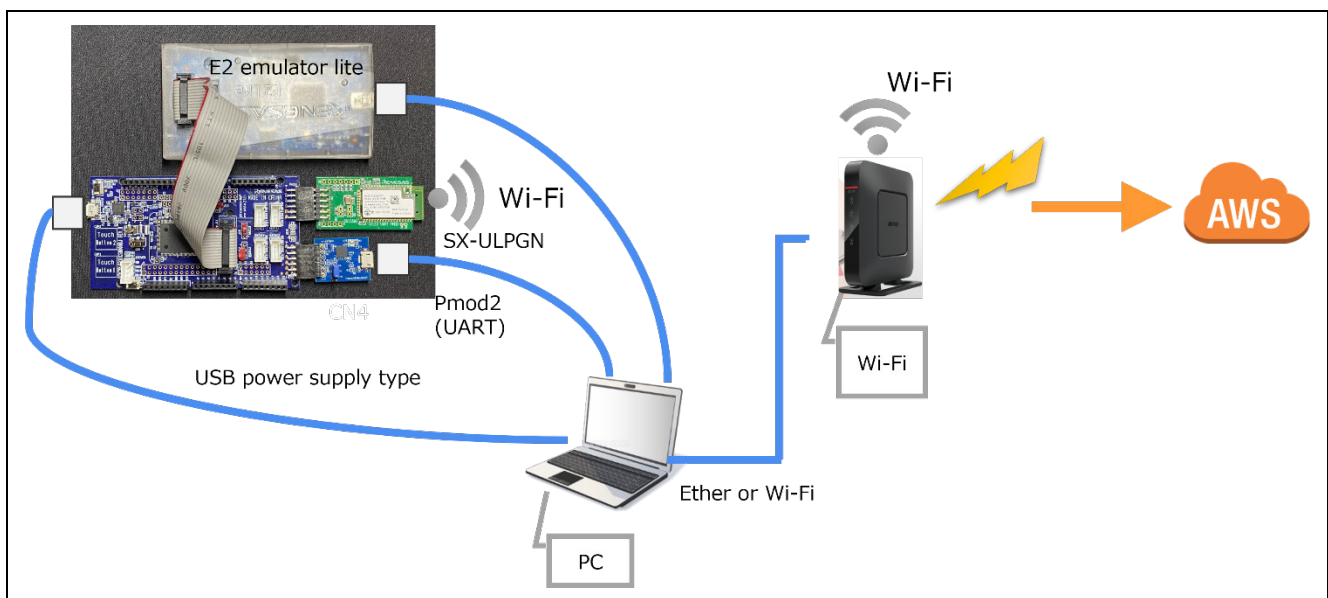 E2 emulator lite
RENESAS
Wi-Fi
Wi-Fi
SX-ULPGN
AWS
CN4
Pmod2
(UART)
Wi-Fi
USB power supply type
Ether or Wi-Fi
PC